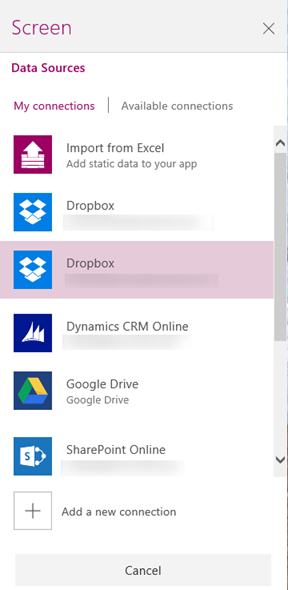 Screen
Data Sources
My connections | Available connections
Import from Excel
Add static data to your app
Dropbox
Dropbox
Dynamics CRM Online
Google Drive
Google Drive
SharePoint Online
Add a new connection
Cancel